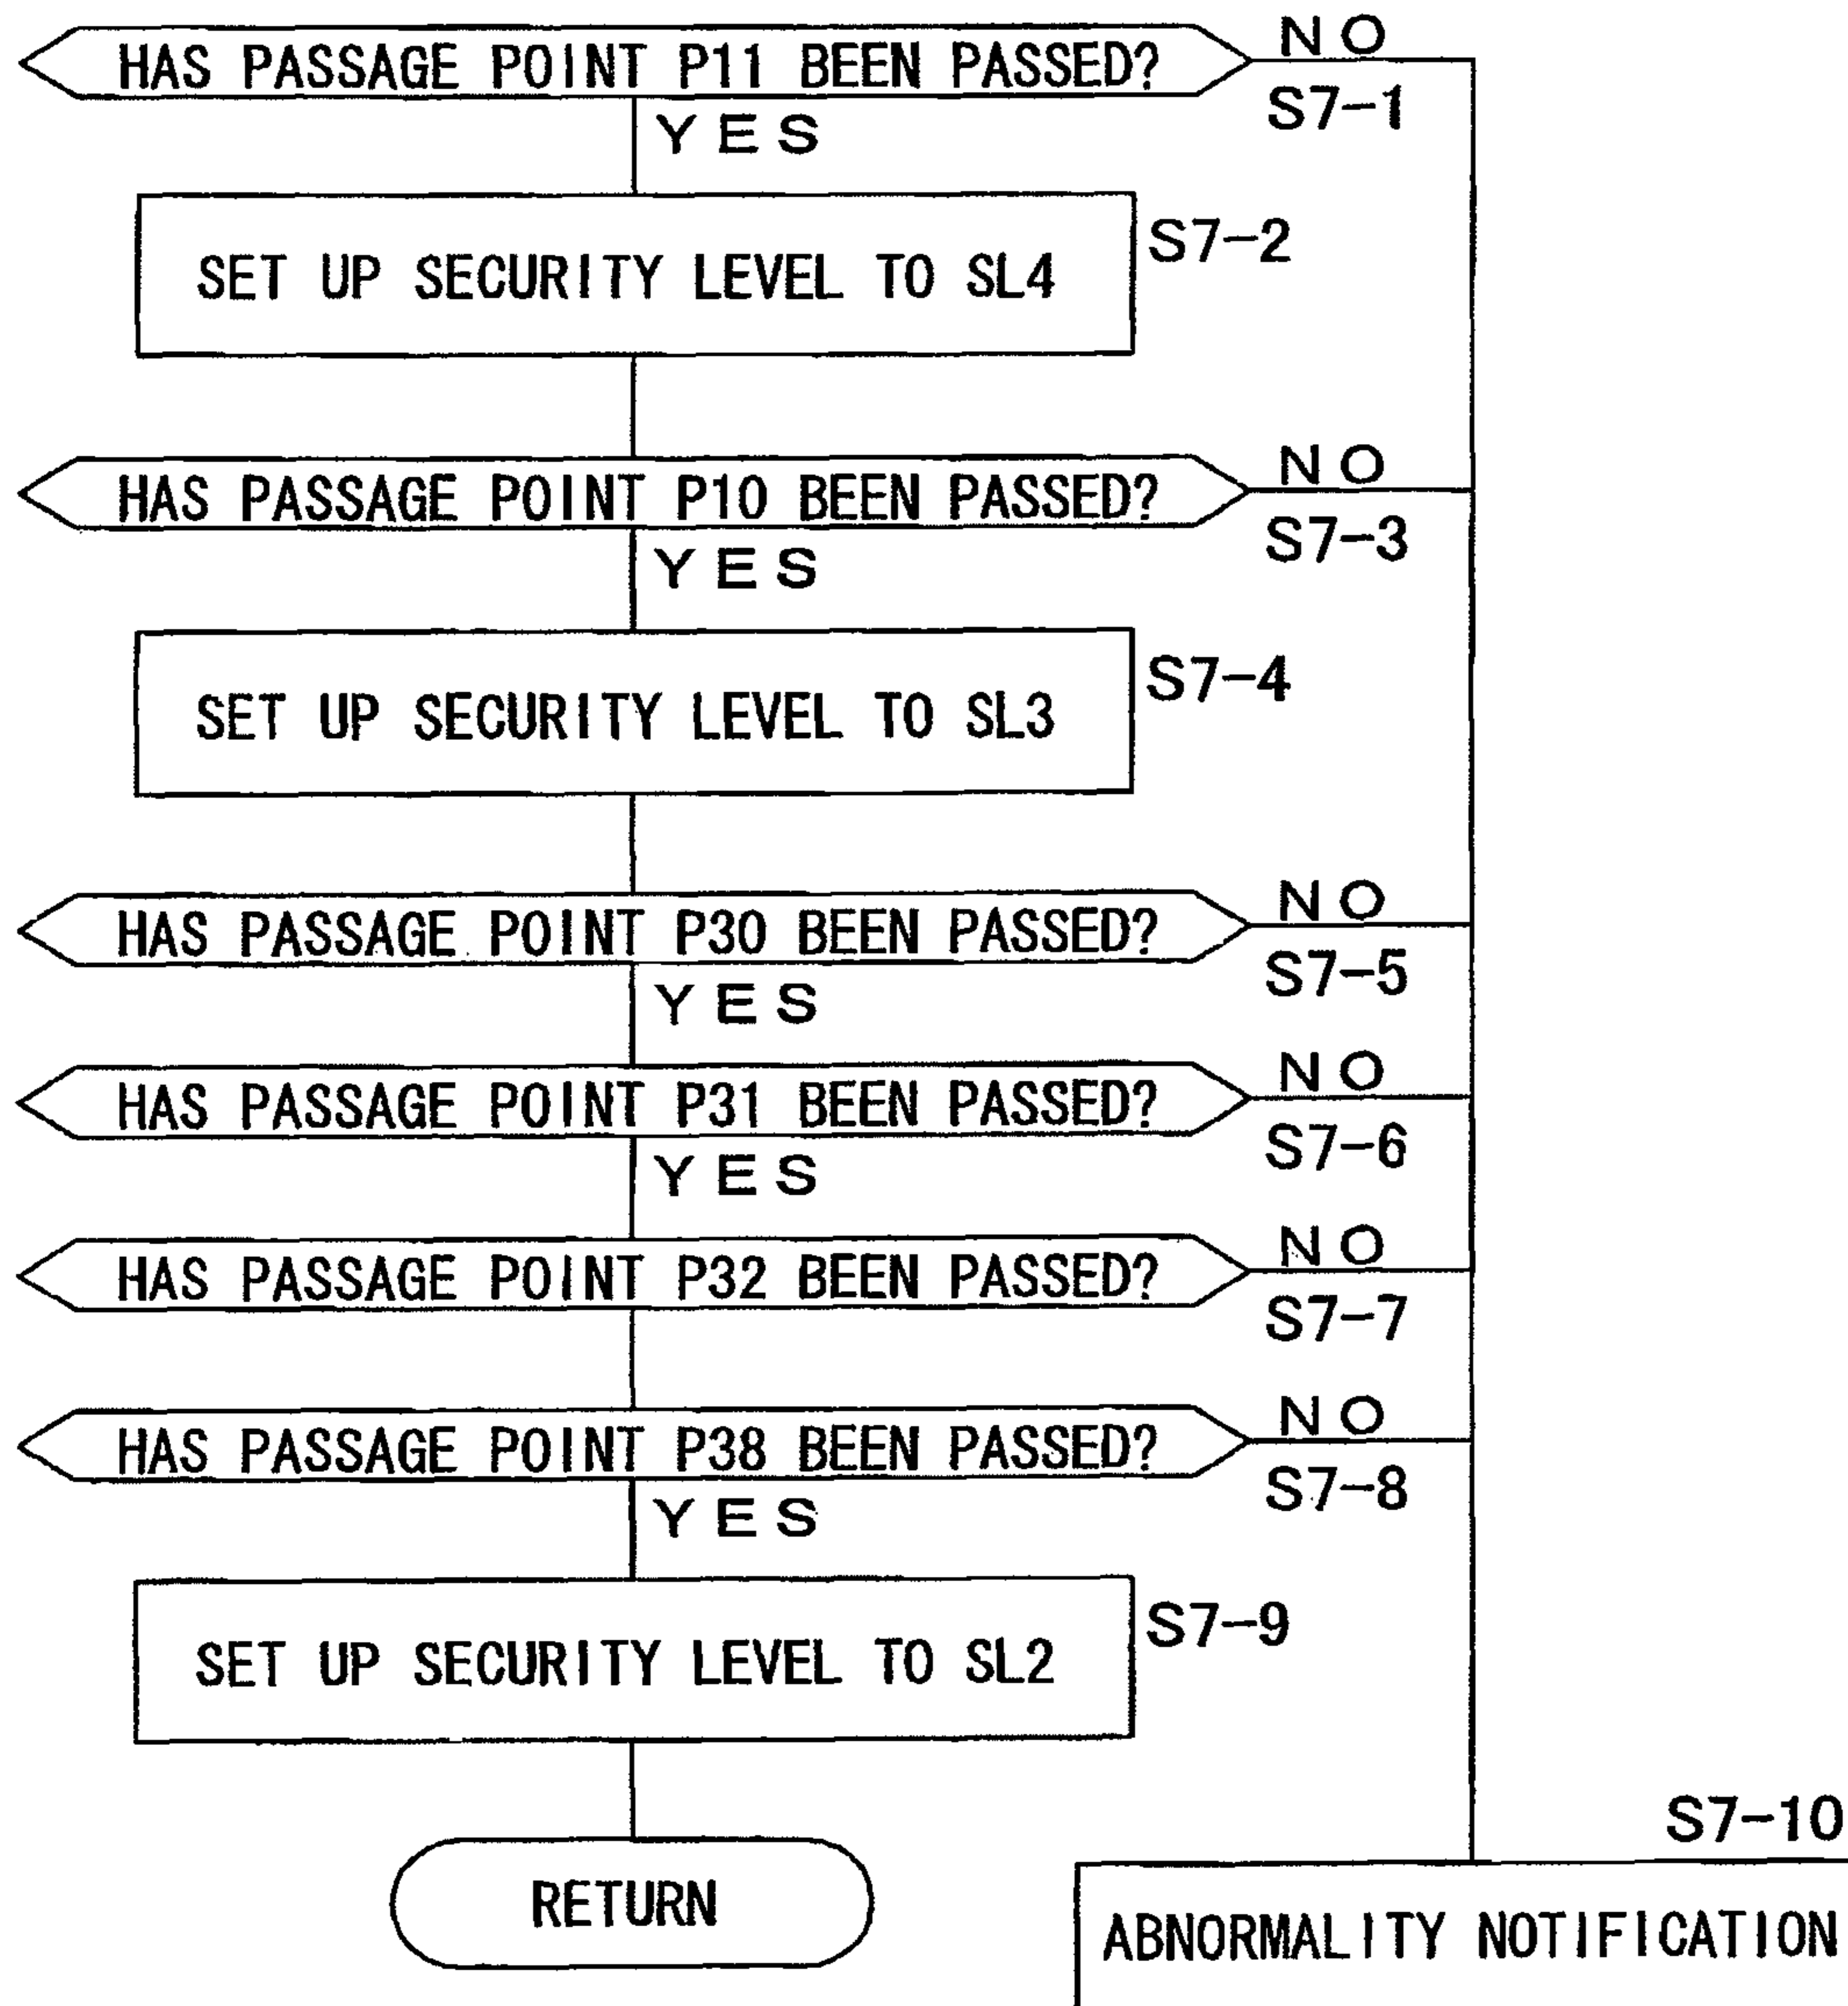 HAS PASSAGE POINT P11 BEEN PASSED?
NO
S7-1
YES
SET UP SECURITY LEVEL TO SL4
S7-2
HAS PASSAGE POINT P10 BEEN PASSED?
NO
S7-3
YES
SET UP SECURITY LEVEL TO SL3
S7-4
HAS PASSAGE POINT P30 BEEN PASSED?
NO
S7-5
YES
HAS PASSAGE POINT P31 BEEN PASSED?
NO
S7-6
YES
HAS PASSAGE POINT P32 BEEN PASSED?
NO
S7-7
HAS PASSAGE POINT P38 BEEN PASSED?
NO
S7-8
YES
SET UP SECURITY LEVEL TO SL2
S7-9
RETURN
S7-10
ABNORMALITY NOTIFICATION